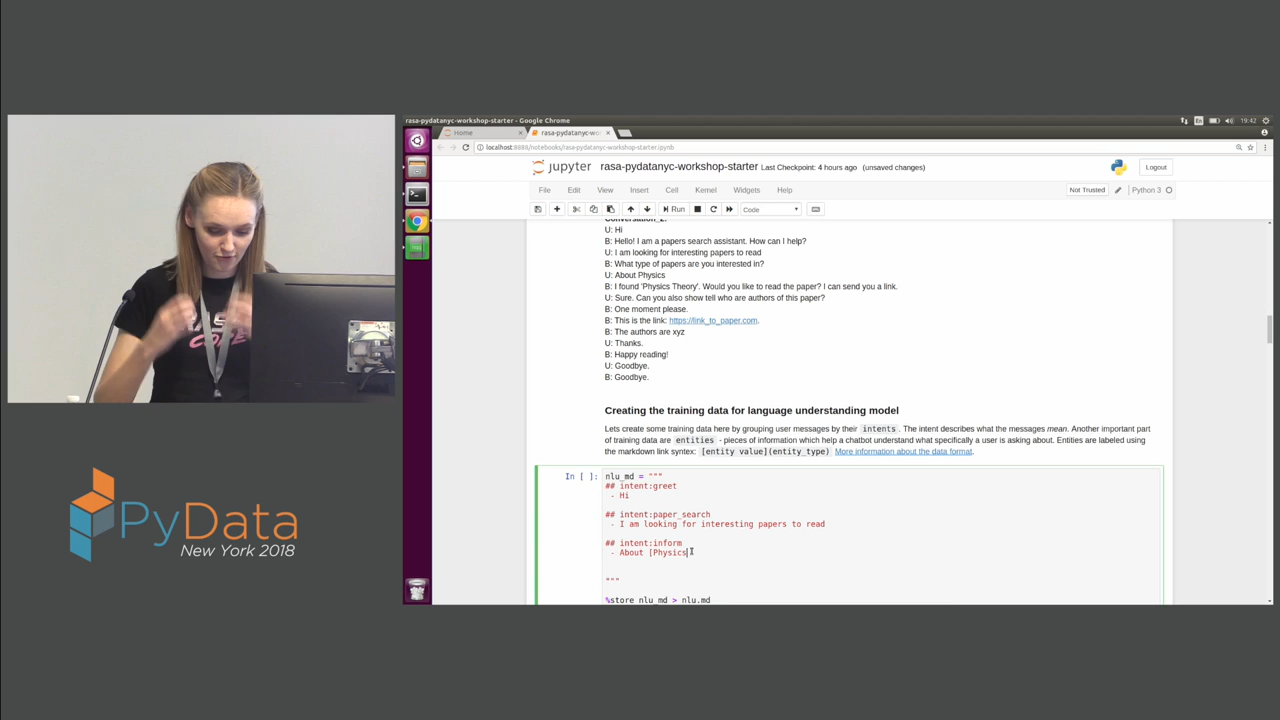 rasa-pydatanyc-workshop-starter - Google Chrome
Home
rasa-pydatanyc-wo
19:42
localhost:8888/notebooks/rasa-pydatanyc-workshop-starter.ipynb
jupyter rasa-pydatanyc-workshop-starter Last Checkpoint: 4 hours ago (unsaved changes)
Logout
File Edit View Insert Cell Kernel Widgets Help
Not Trusted
Python 3
Run
Code
Conversation_2:
U: Hi
B: Hello! I am a papers search assistant. How can I help?
U: I am looking for interesting papers to read
B: What type of papers are you interested in?
U: About Physics
B: I found 'Physics Theory'. Would you like to read the paper? I can send you a link.
U: Sure. Can you also show tell who are authors of this paper?
B: One moment please.
B: This is the link: https://link_to_paper.com.
B: The authors are xyz
U: Thanks.
B: Happy reading!
U: Goodbye.
B: Goodbye.
Creating the training data for language understanding model
Lets create some training data here by grouping user messages by their intents. The intent describes what the messages mean. Another important part
of training data are entities - pieces of information which help a chatbot understand what specifically a user is asking about. Entities are labeled using
the markdown link syntex: [entity value](entity_type) More information about the data format.
In [ ]: nlu_md = """
## intent:greet
- Hi
## intent:paper_search
- I am looking for interesting papers to read
## intent:inform
- About [Physics
"""
%store nlu_md > nlu.md
PyData
New York 2018